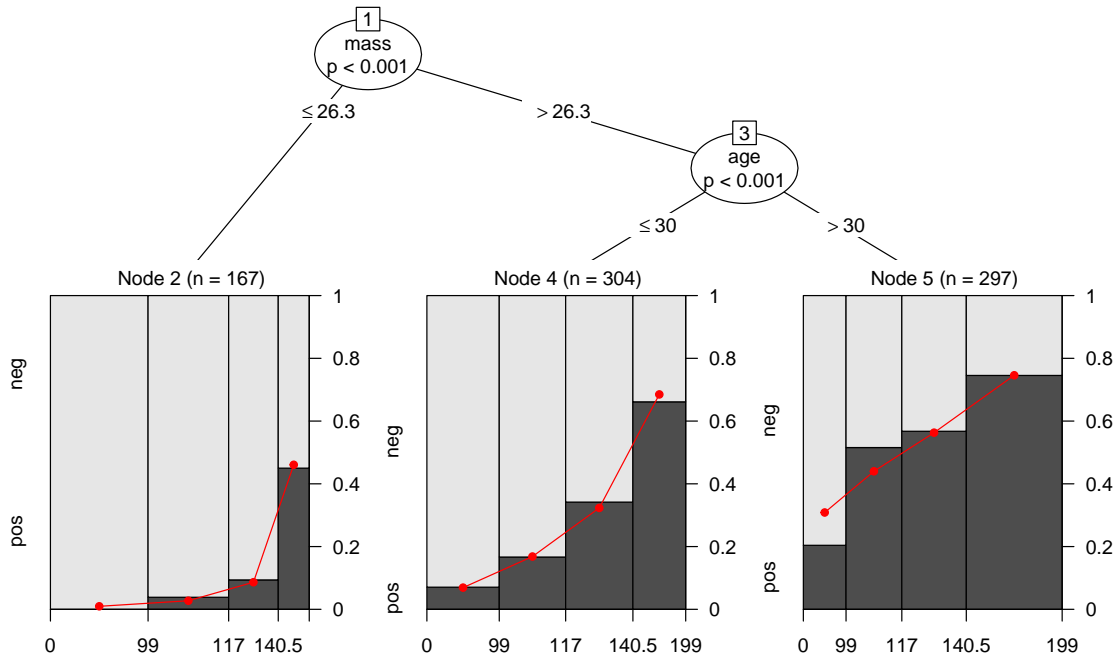 1
mass
p < 0.001
≤ 26.3
> 26.3
3
age
p < 0.001
≤ 30
> 30
Node 2 (n = 167)
neg
pos
0 99 117 140.5
0 0.2 0.4 0.6 0.8 1
Node 4 (n = 304)
neg
pos
0 99 117 140.5 199
0 0.2 0.4 0.6 0.8 1
Node 5 (n = 297)
neg
pos
0 99 117 140.5 199
0 0.2 0.4 0.6 0.8 1